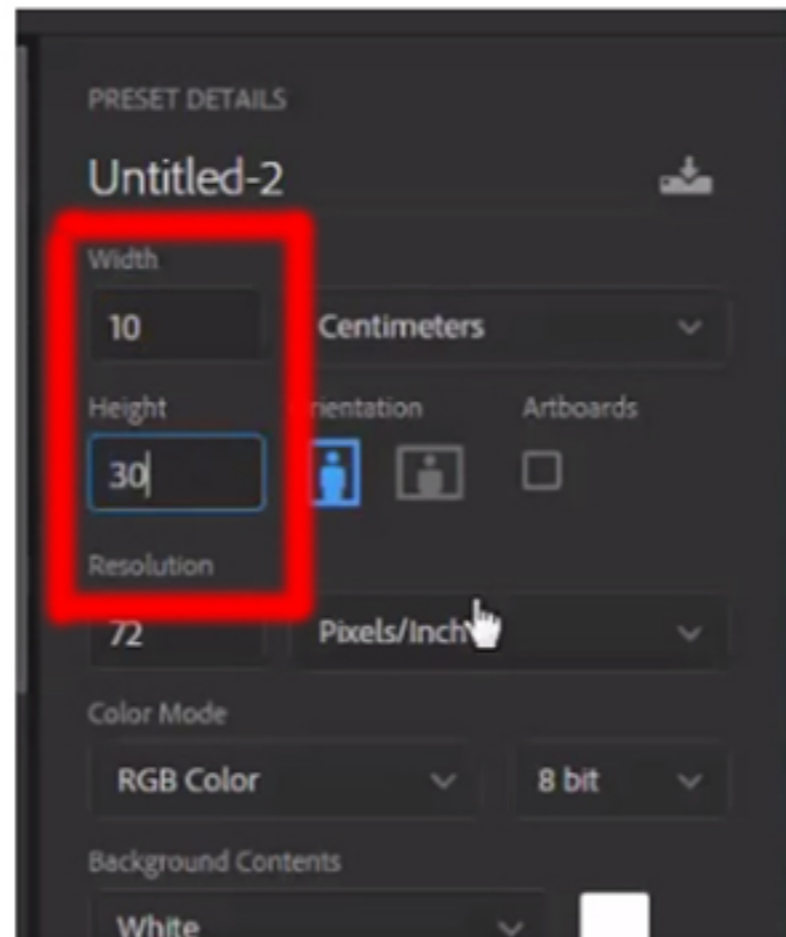 PRESET DETAILS
Untitled-2
Width
10 Centimeters
Height rientation Artboards
30
Resolution
72 Pixels/Inch
Color Mode
RGB Color 8 bit
Background Contents
White